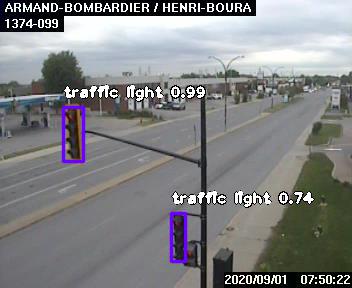 ARMAND-BOMBARDIER / HENRI-BOURA
1374-099
traffic light 0.99
traffic light 0.74
2020/09/01 07:50:22